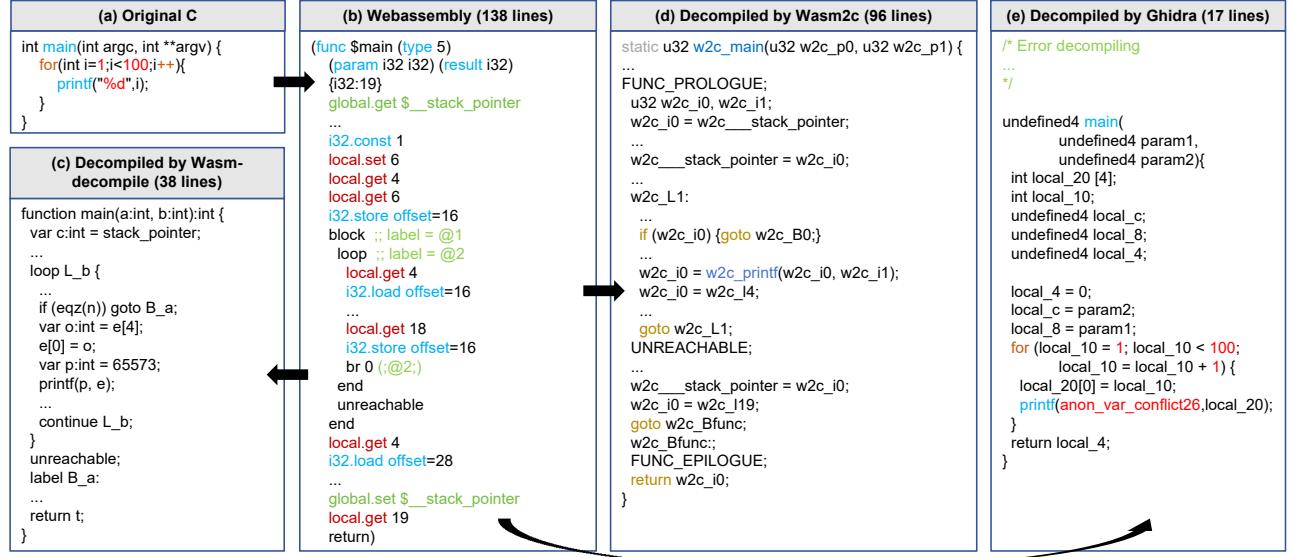 (a) Original C
int main(int argc, int **argv) {
for(int i=1;i<100;i++){
printf("%d",i);
}
}
(b) Webassembly (138 lines)
(func $main (type 5)
(param i32 i32) (result i32)
{i32:19}
global.get $__stack_pointer
...
i32.const 1
local.set 6
local.get 4
local.get 6
i32.store offset=16
block ;; label = @1
loop ;; label = @2
local.get 4
i32.load offset=16
...
local.get 18
i32.store offset=16
br 0 (;@2;)
end
unreachable
end
local.get 4
i32.load offset=28
...
global.set $__stack_pointer
local.get 19
return)
(c) Decompiled by Wasm-
decompile (38 lines)
function main(a:int, b:int):int {
var c:int = stack_pointer;
...
loop L_b {
...
if (eqz(n)) goto B_a;
var o:int = e[4];
e[0] = o;
var p:int = 65573;
printf(p, e);
...
continue L_b;
}
unreachable;
label B_a:
...
return t;
}
(d) Decompiled by Wasm2c (96 lines)
static u32 w2c_main(u32 w2c_p0, u32 w2c_p1) {
...
FUNC_PROLOGUE;
u32 w2c_i0, w2c_i1;
w2c_i0 = w2c___stack_pointer;
...
w2c___stack_pointer = w2c_i0;
...
w2c_L1:
...
if (w2c_i0) {goto w2c_B0;}
...
w2c_i0 = w2c_printf(w2c_i0, w2c_i1);
w2c_i0 = w2c_l4;
...
goto w2c_L1;
UNREACHABLE;
...
w2c___stack_pointer = w2c_i0;
w2c_i0 = w2c_l19;
goto w2c_Bfunc;
w2c_Bfunc:;
FUNC_EPILOGUE;
return w2c_i0;
}
(e) Decompiled by Ghidra (17 lines)
/* Error decompiling
...
*/
undefined4 main(
undefined4 param1,
undefined4 param2){
int local_20 [4];
int local_10;
undefined4 local_c;
undefined4 local_8;
undefined4 local_4;
local_4 = 0;
local_c = param2;
local_8 = param1;
for (local_10 = 1; local_10 < 100;
local_10 = local_10 + 1) {
local_20[0] = local_10;
printf(anon_var_conflict26,local_20);
}
return local_4;
}